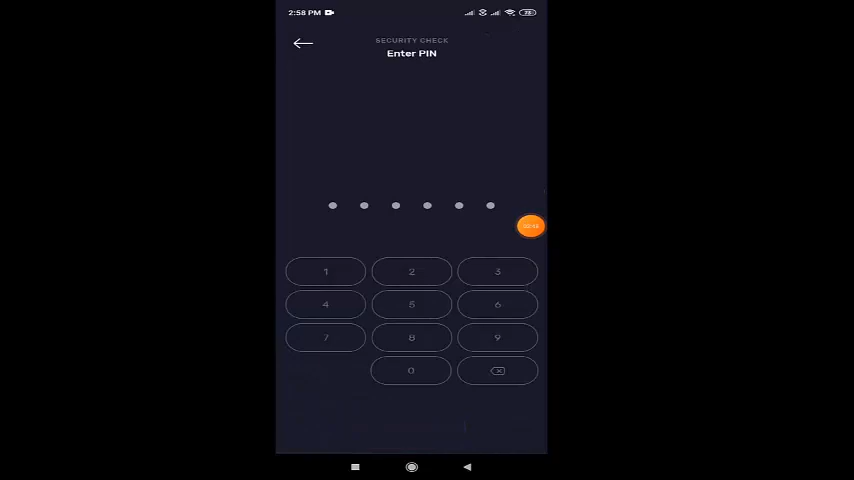 2:58 PM
SECURITY CHECK
Enter PIN
1 2 3
4 5 6
7 8 9
0